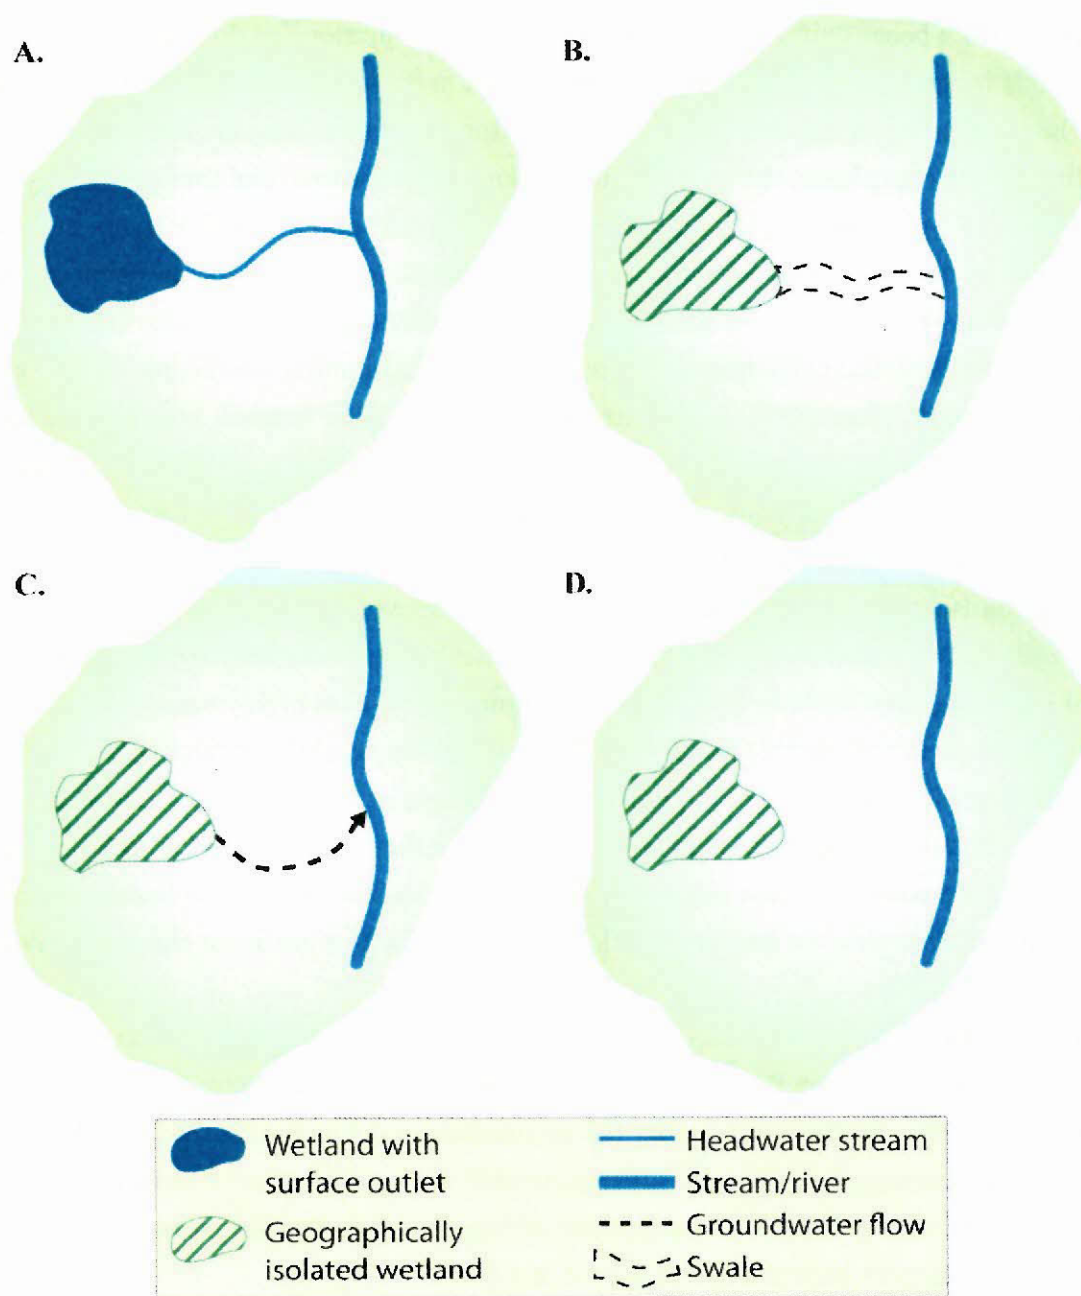 A.
B.
C.
D.
Wetland with
surface outlet
Geographically
isolated wetland
Headwater stream
Stream/river
Groundwater flow
Swale